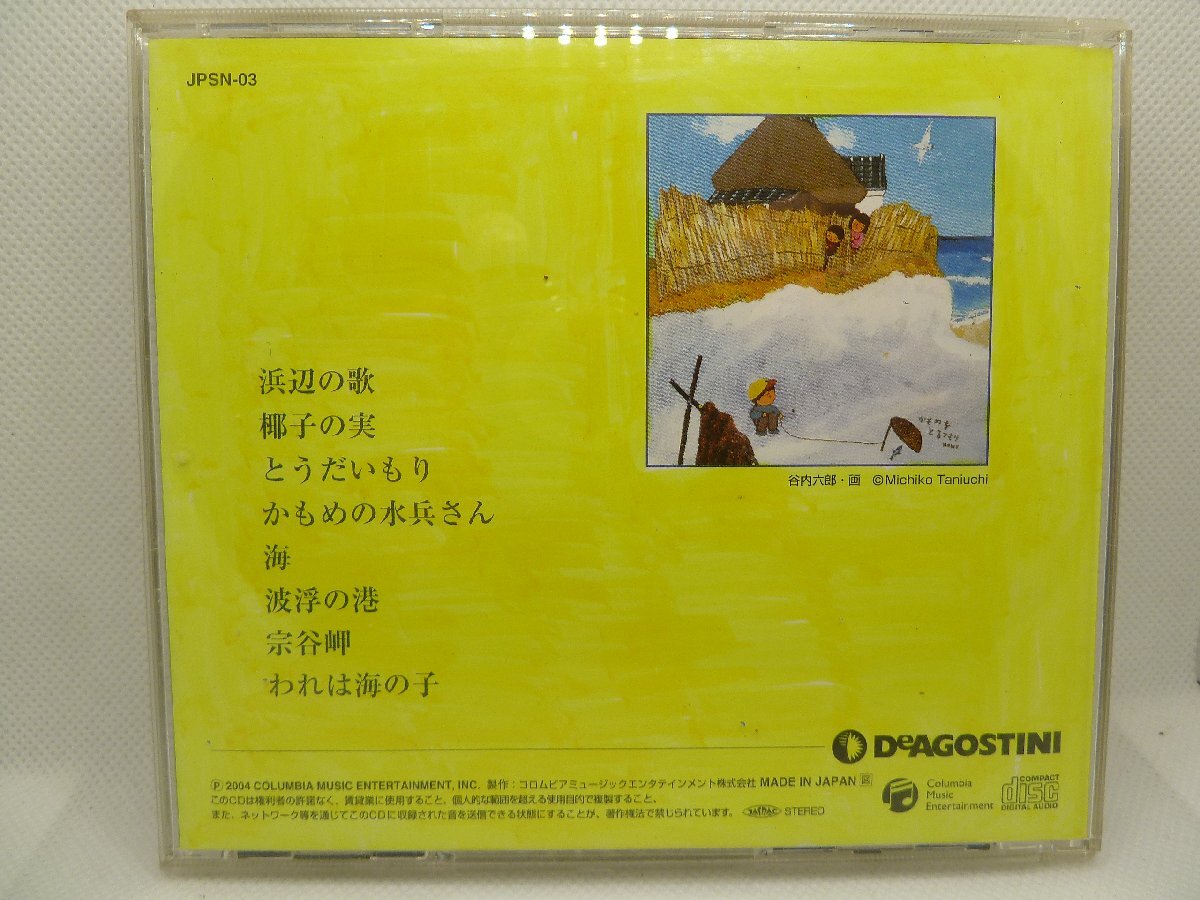 JPSN-03
谷内六郎・画 ©Michiko Taniuchi
浜辺の歌
椰子の実
とうだいもり
かもめの水兵さん
海
波浮の港
宗谷岬
われは海の子
DeAGOSTINI
Ⓟ 2004 COLUMBIA MUSIC ENTERTAINMENT, INC. 製作：コロムビアミュージックエンタテインメント株式会社 MADE IN JAPAN
このCDは権利者の許諾なく、賃貸業に使用すること、個人的な範囲を超える使用目的で複製すること、
また、ネットワーク等を通じてこのCDに収録された音を送信できる状態にすることが、著作権法で禁じられています。 JASRAC STEREO
Columbia
Music
Entertainment
COMPACT
disc
DIGITAL AUDIO